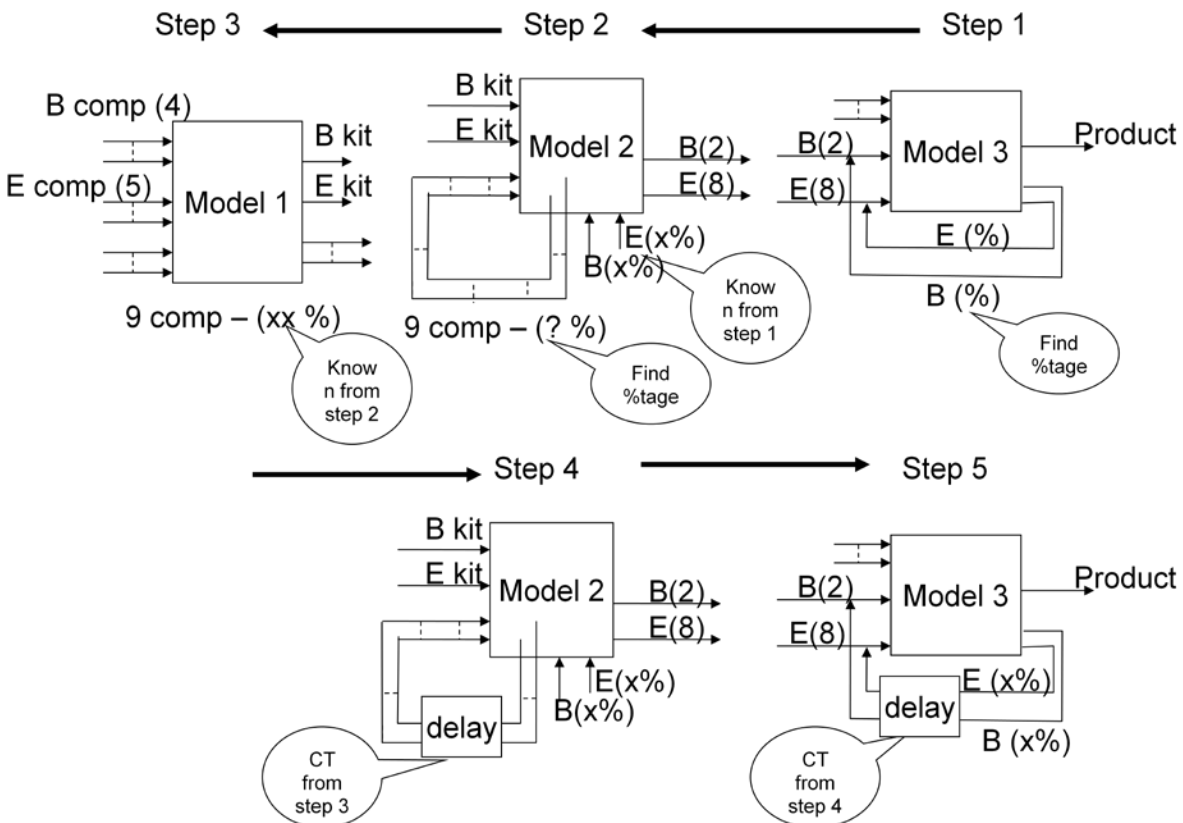 Step 3
Step 2
Step 1
B comp (4)
E comp (5)
Model 1
B kit
E kit
9 comp – (xx %)
Know
n from
step 2
B kit
E kit
Model 2
B(2)
E(8)
E(x%)
B(x%)
9 comp – (? %)
Know
n from
step 1
Find
%tage
B(2)
E(8)
Model 3
Product
E (%)
B (%)
Find
%tage
Step 4
Step 5
B kit
E kit
Model 2
B(2)
E(8)
E(x%)
B(x%)
delay
CT
from
step 3
B(2)
E(8)
Model 3
Product
E (x%)
delay
B (x%)
CT
from
step 4